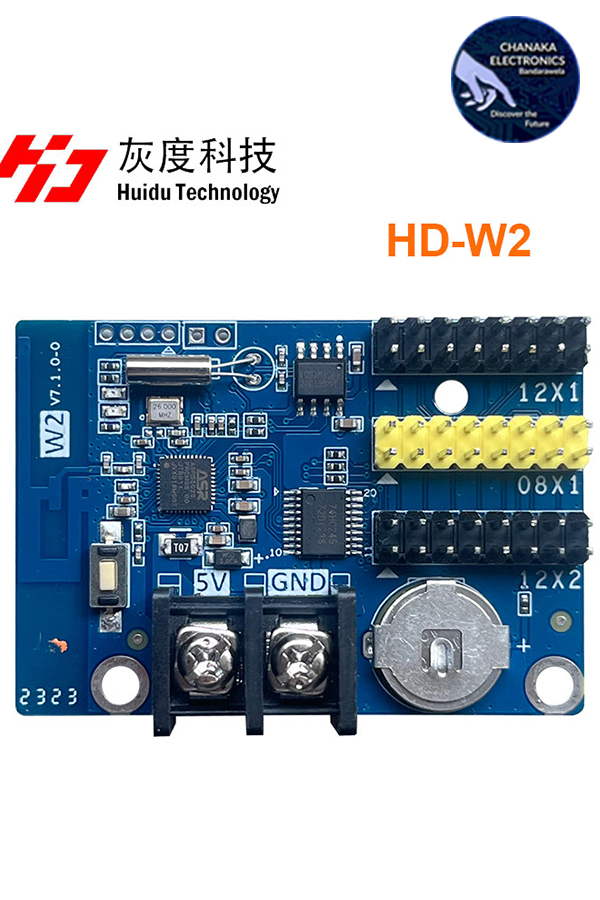 CHANAKA
ELECTRONICS
Bandarawela
Discover the
Future
灰度科技
Huidu Technology
HD-W2
W2
V7.1.0-0
26.000
MHZ
ASR
T07
20
10
12X1
08X1
12X2
5V
GND
+
+
2323